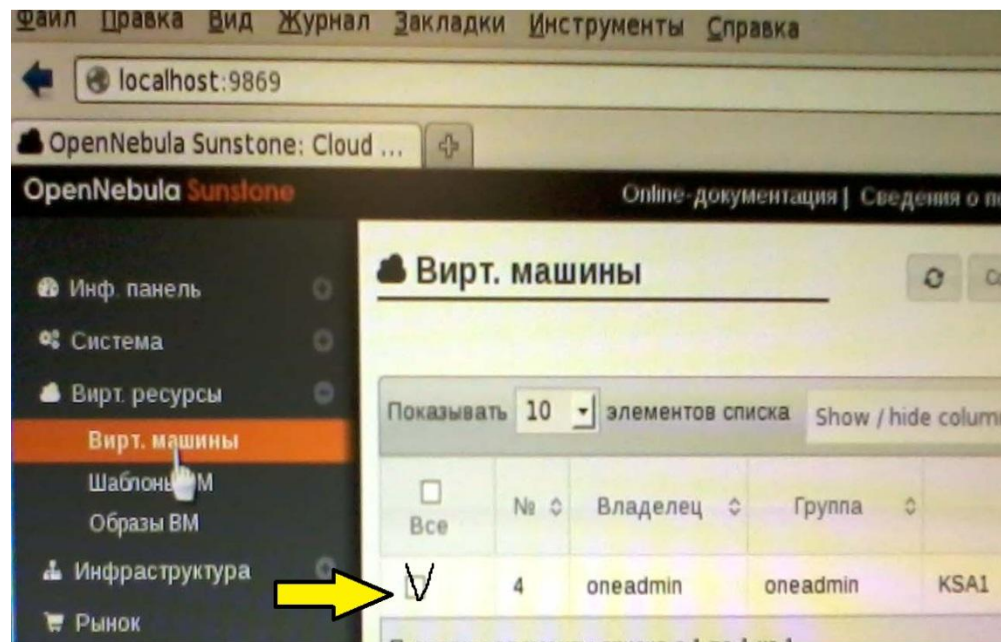 Файл Правка Вид Журнал Закладки Инструменты Справка
localhost:9869
OpenNebula Sunstone: Cloud ...
OpenNebula Sunstone Online-документация | Сведения о
Инф. панель
Система
Вирт. ресурсы
Вирт. машины
Шаблоны ВМ
Образы ВМ
Инфраструктура
Рынок
Вирт. машины
Показывать 10 элементов списка Show / hide column
Все № Владелец Группа
4 oneadmin oneadmin KSA1